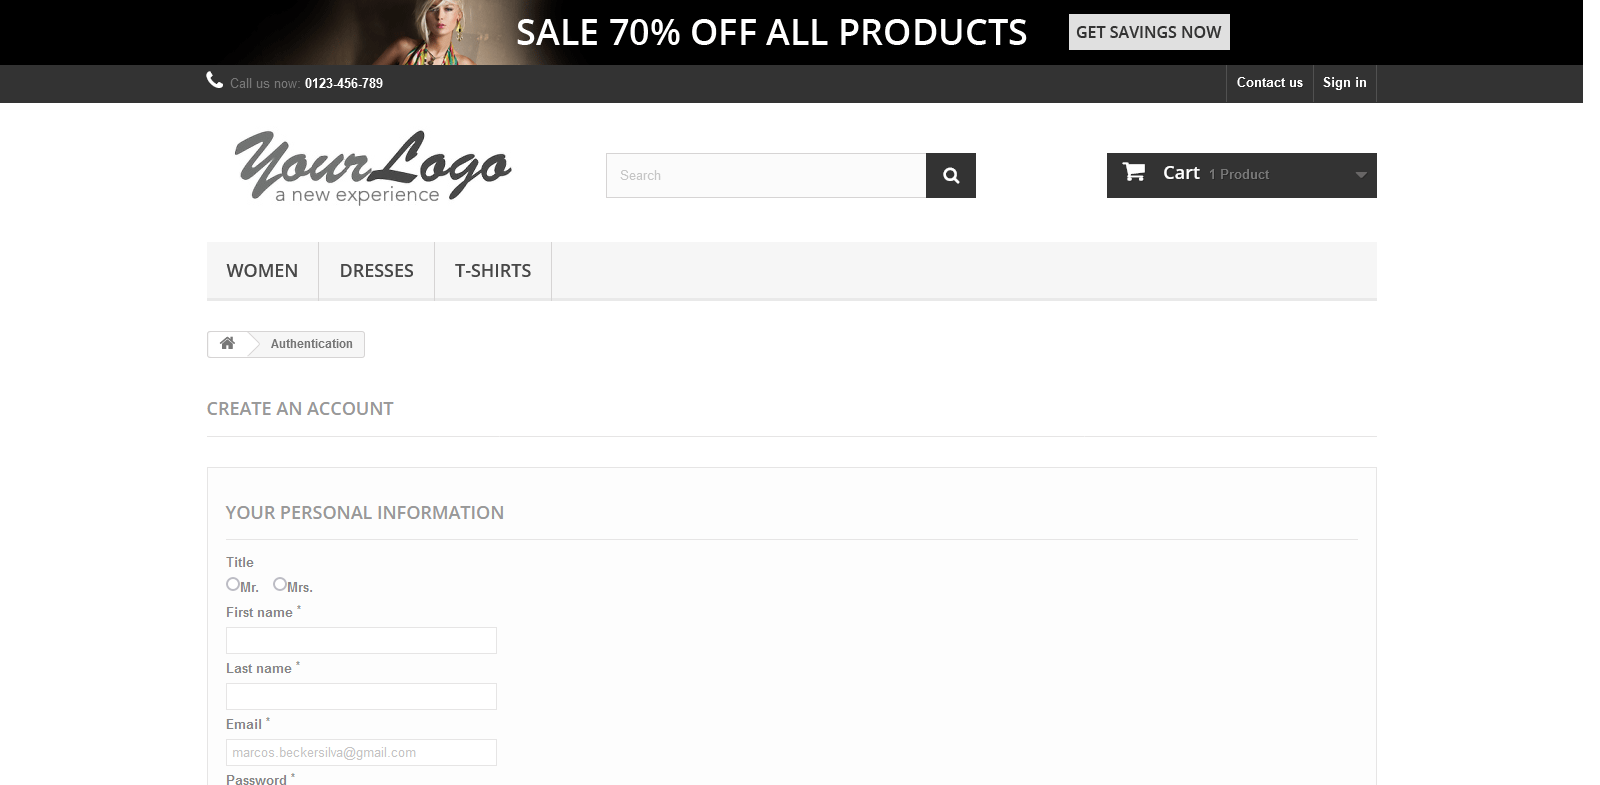 SALE 70% OFF ALL PRODUCTS GET SAVINGS NOW
Call us now: 0123-456-789 Contact us Sign in
YourLogo
a new experience
Search
Cart 1 Product
WOMEN DRESSES T-SHIRTS
Authentication
CREATE AN ACCOUNT
YOUR PERSONAL INFORMATION
Title
Mr. Mrs.
First name *
Last name *
Email *
marcos.beckersilva@gmail.com
Password *